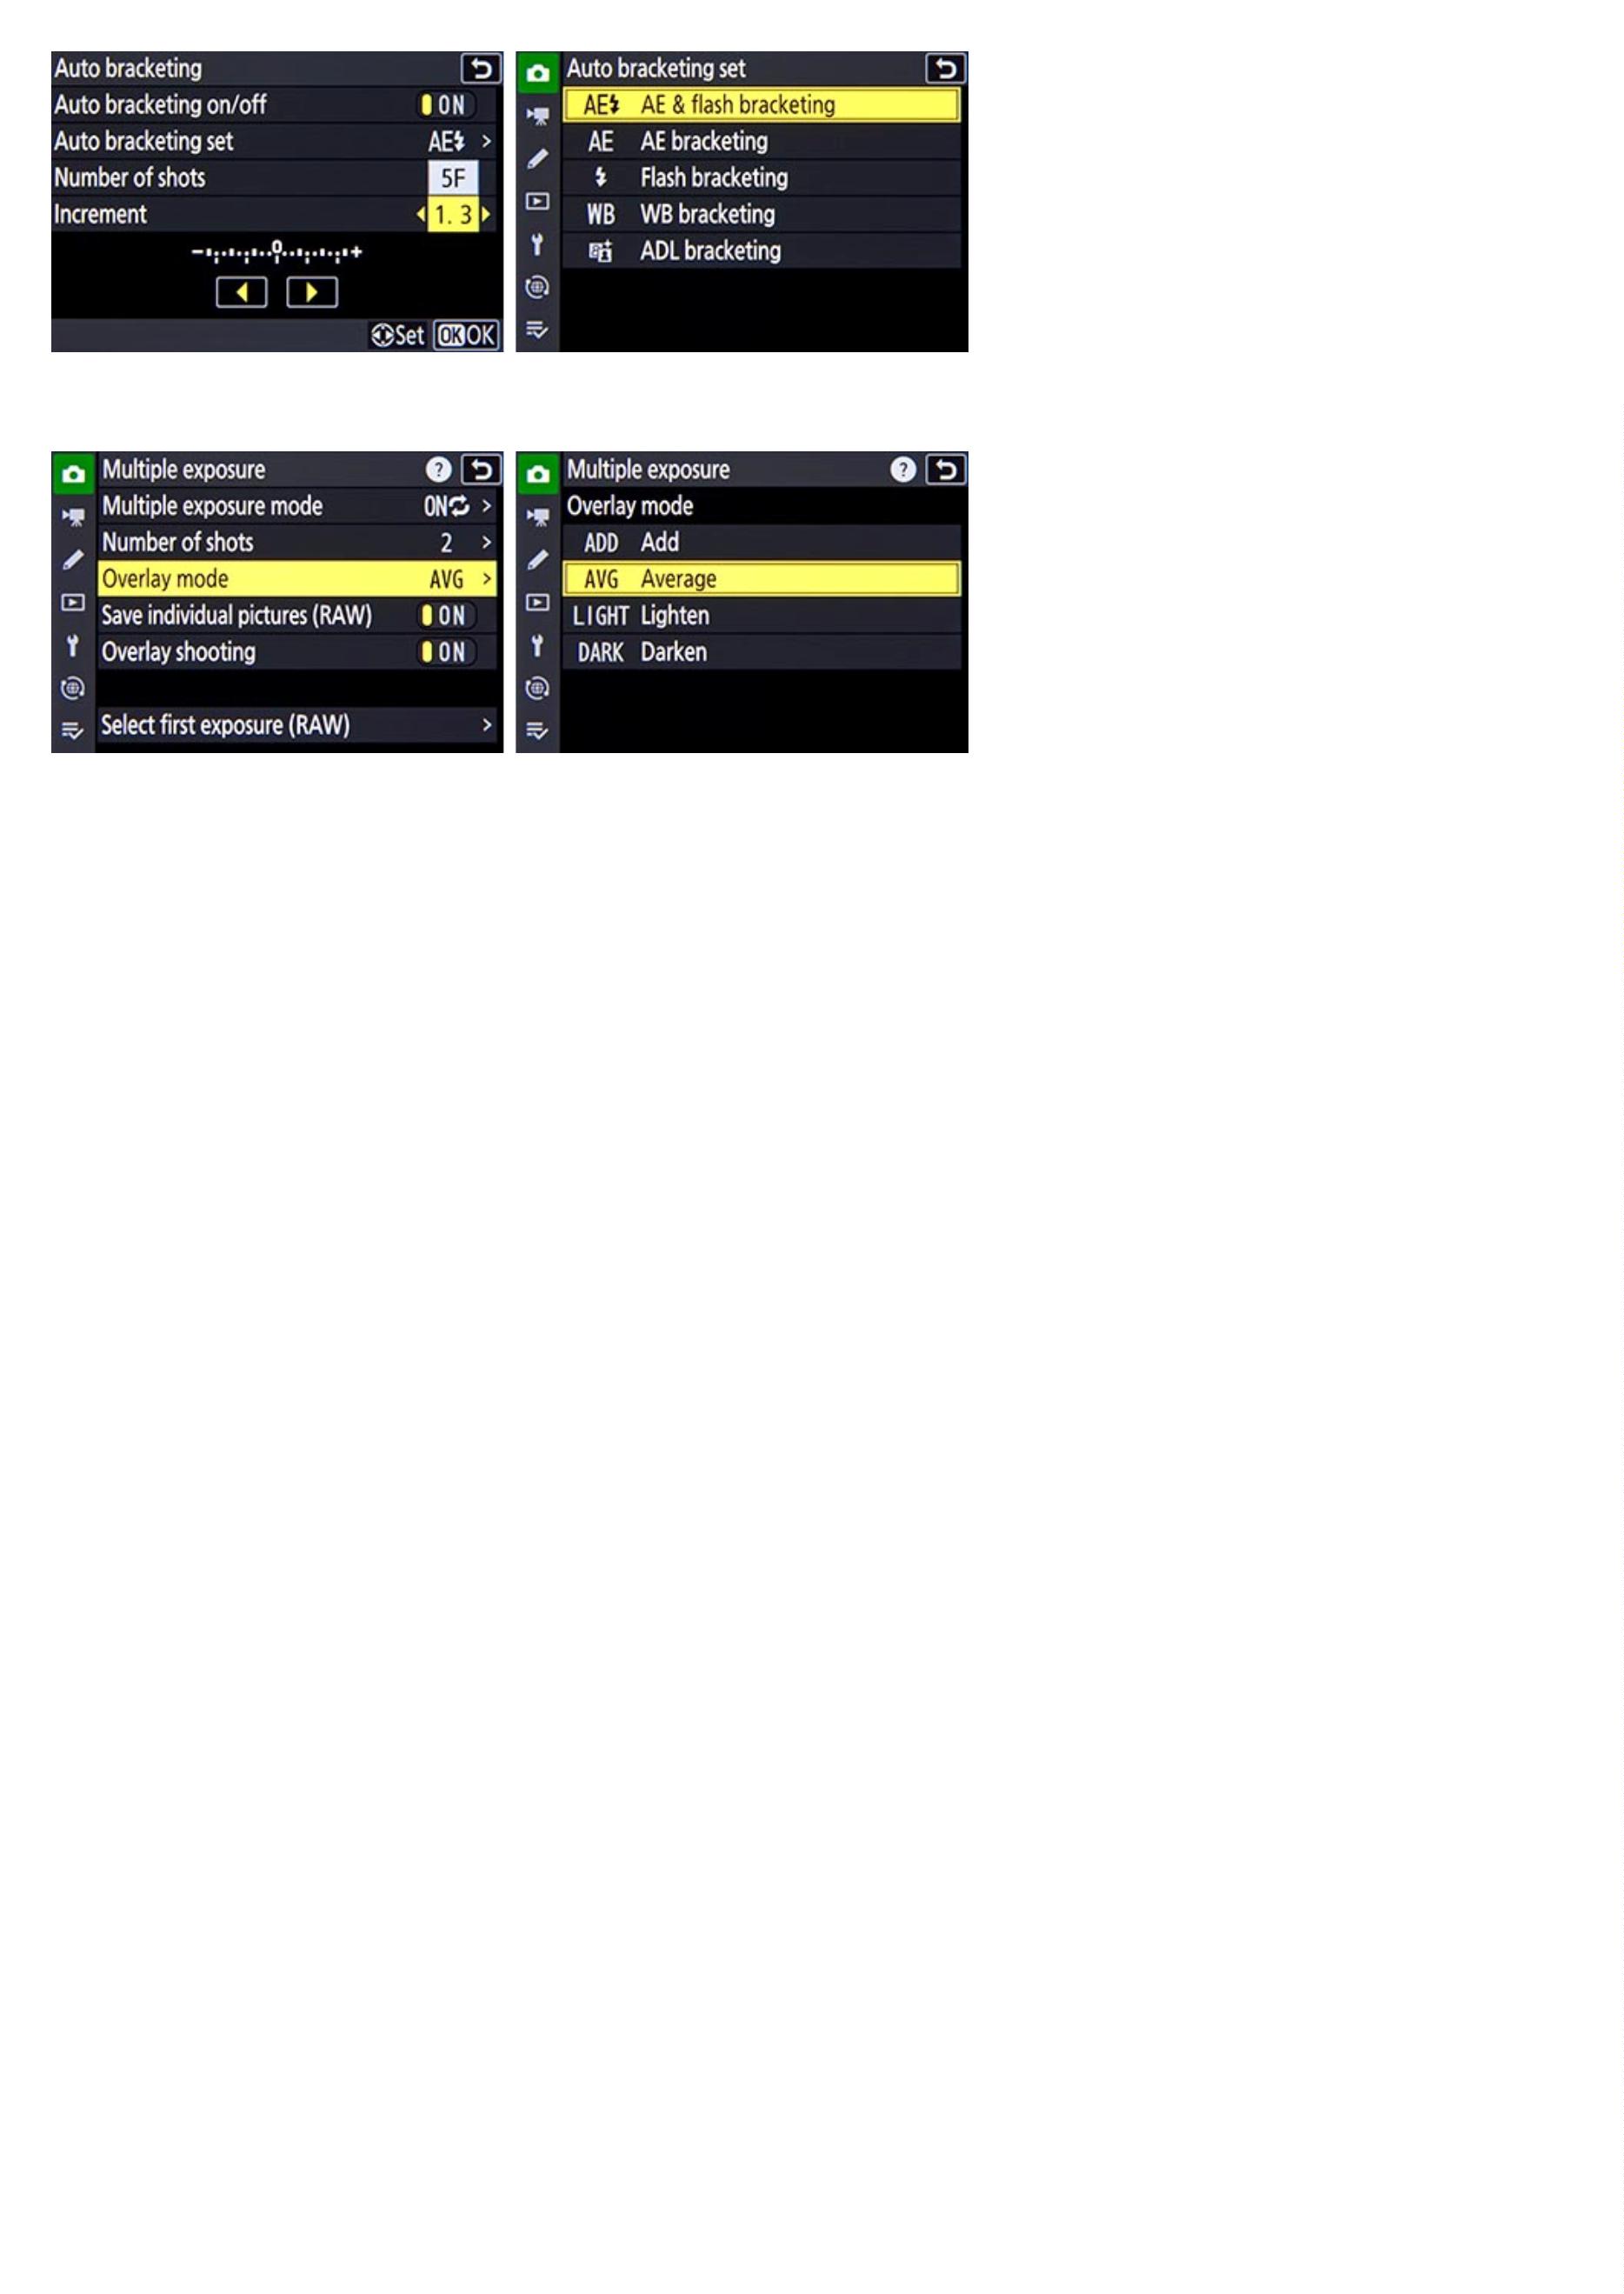 Auto bracketing
Auto bracketing on/off ON
Auto bracketing set AE >
Number of shots 5F
Increment 1.3
- 0 +
Set OK OK
Auto bracketing set
AE AE & flash bracketing
AE AE bracketing
Flash bracketing
WB WB bracketing
ADL bracketing
Multiple exposure ?
Multiple exposure mode ON >
Number of shots 2 >
Overlay mode AVG >
Save individual pictures (RAW) ON
Overlay shooting ON
Select first exposure (RAW) >
Multiple exposure ?
Overlay mode
ADD Add
AVG Average
LIGHT Lighten
DARK Darken